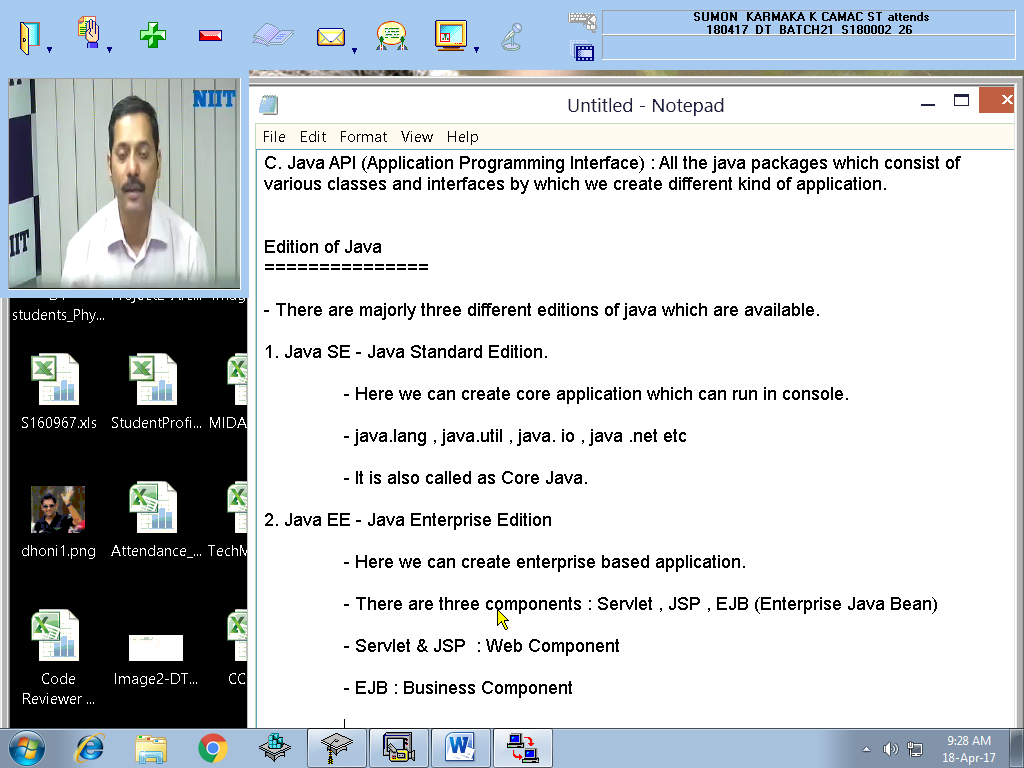 SUMON KARMAKA K CAMAC ST attends
180417 DT BATCH21 S180002 26
NIIT
IIT
Untitled - Notepad
File Edit Format View Help
C. Java API (Application Programming Interface) : All the java packages which consist of
various classes and interfaces by which we create different kind of application.
Edition of Java
===============
- There are majorly three different editions of java which are available.
1. Java SE - Java Standard Edition.
- Here we can create core application which can run in console.
- java.lang , java.util , java. io , java .net etc
- It is also called as Core Java.
2. Java EE - Java Enterprise Edition
- Here we can create enterprise based application.
- There are three components : Servlet , JSP , EJB (Enterprise Java Bean)
- Servlet & JSP : Web Component
- EJB : Business Component
students_Phy...
S160967.xls StudentProfi... MIDA
dhoni1.png Attendance_... TechM
Code Image2-DT... CC
Reviewer ...
9:28 AM
18-Apr-17